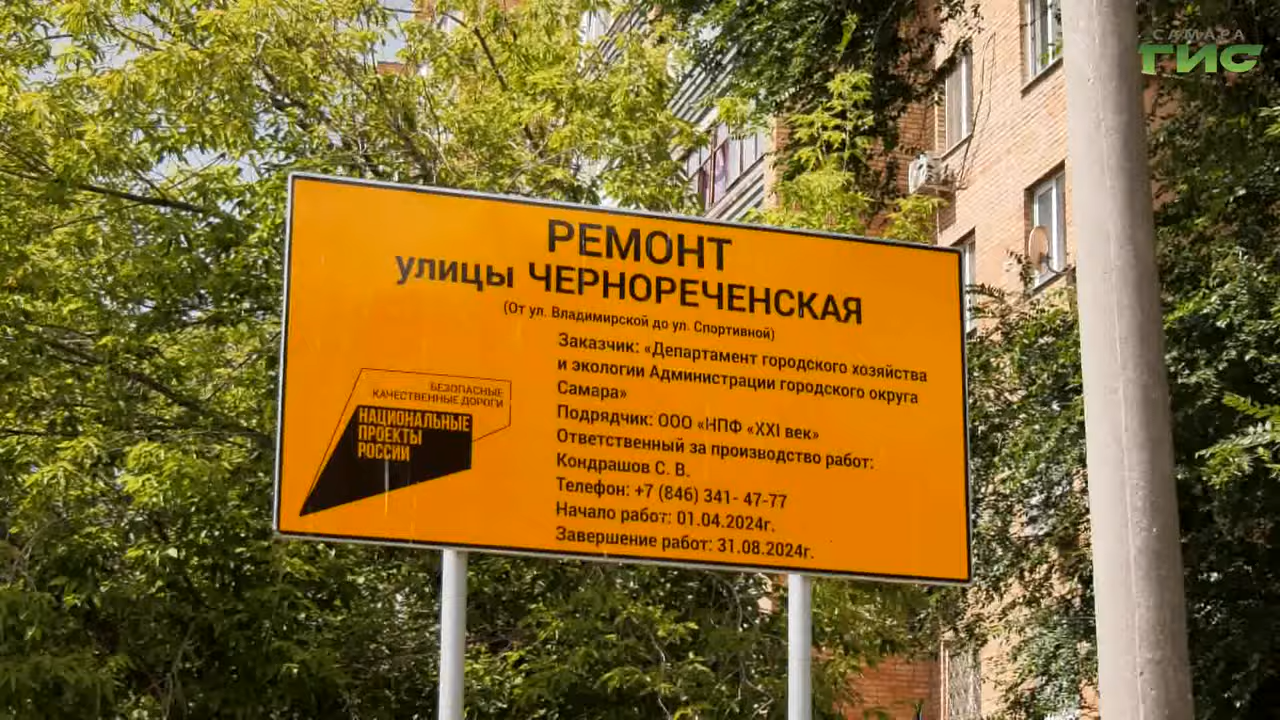 САМАРА
ГИС
РЕМОНТ
улицы ЧЕРНОРЕЧЕНСКАЯ
(От ул. Владимирской до ул. Спортивной)
Заказчик: «Департамент городского хозяйства
и экологии Администрации городского округа
Самара»
Подрядчик: ООО «НПФ «XXI век»
Ответственный за производство работ:
Кондрашов С. В.
Телефон: +7 (846) 341- 47-77
Начало работ: 01.04.2024г.
Завершение работ: 31.08.2024г.
БЕЗОПАСНЫЕ
КАЧЕСТВЕННЫЕ ДОРОГИ
НАЦИОНАЛЬНЫЕ
ПРОЕКТЫ
РОССИИ